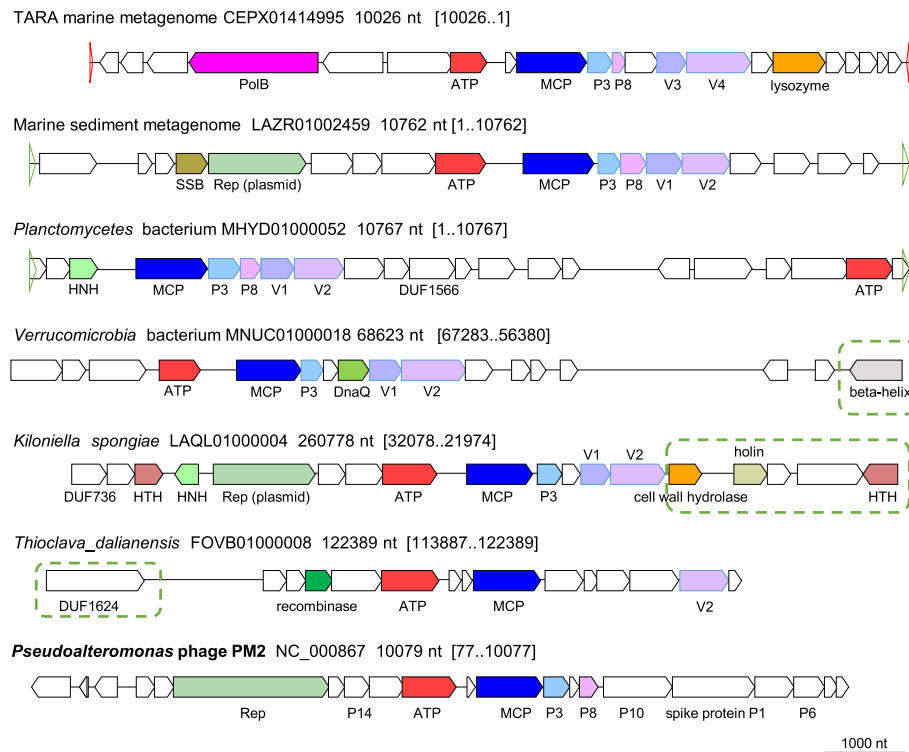 TARA marine metagenome CEPX01414995 10026 nt [10026..1]
PolB ATP MCP P3 P8 V3 V4 lysozyme
Marine sediment metagenome LAZR01002459 10762 nt [1..10762]
SSB Rep (plasmid) ATP MCP P3 P8 V1 V2
Planctomycetes bacterium MHYD01000052 10767 nt [1..10767]
HNH MCP P3 P8 V1 V2 DUF1566 ATP
Verrucomicrobia bacterium MNUC01000018 68623 nt [67283..56380]
ATP MCP P3 DnaQ V1 V2 beta-helix
Kiloniella spongiae LAQL01000004 260778 nt [32078..21974]
V1 V2 holin
DUF736 HTH HNH Rep (plasmid) ATP MCP P3 cell wall hydrolase HTH
Thioclava_dalianensis FOVB01000008 122389 nt [113887..122389]
DUF1624 recombinase ATP MCP V2
Pseudoalteromonas phage PM2 NC_000867 10079 nt [77..10077]
Rep P14 ATP MCP P3 P8 P10 spike protein P1 P6
1000 nt